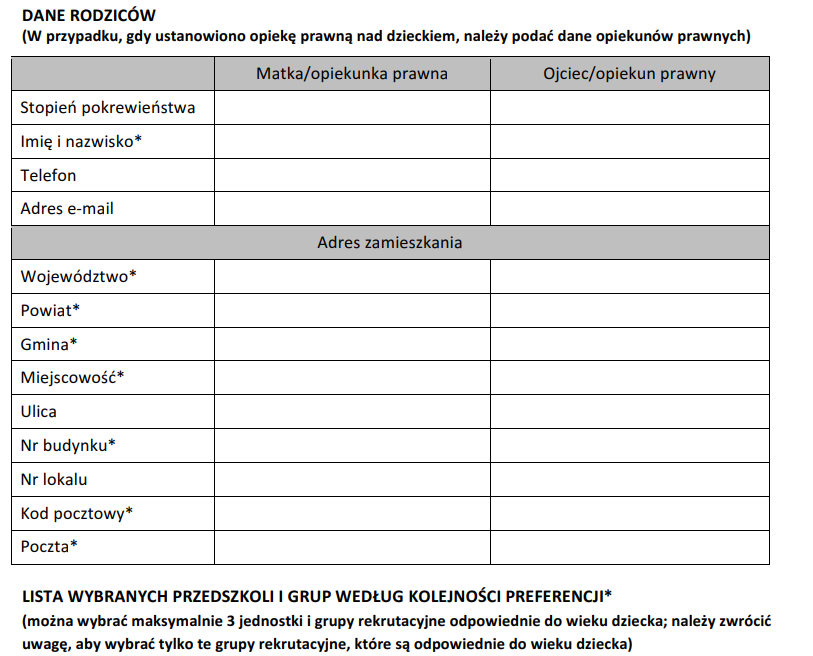 DANE RODZICÓW
(W przypadku, gdy ustanowiono opiekę prawną nad dzieckiem, należy podać dane opiekunów prawnych)
Matka/opiekunka prawna Ojciec/opiekun prawny
Stopień pokrewieństwa
Imię i nazwisko*
Telefon
Adres e-mail
Adres zamieszkania
Województwo*
Powiat*
Gmina*
Miejscowość*
Ulica
Nr budynku*
Nr lokalu
Kod pocztowy*
Poczta*
LISTA WYBRANYCH PRZEDSZKOLI I GRUP WEDŁUG KOLEJNOŚCI PREFERENCJI*
(można wybrać maksymalnie 3 jednostki i grupy rekrutacyjne odpowiednie do wieku dziecka; należy zwrócić
uwagę, aby wybrać tylko te grupy rekrutacyjne, które są odpowiednie do wieku dziecka)